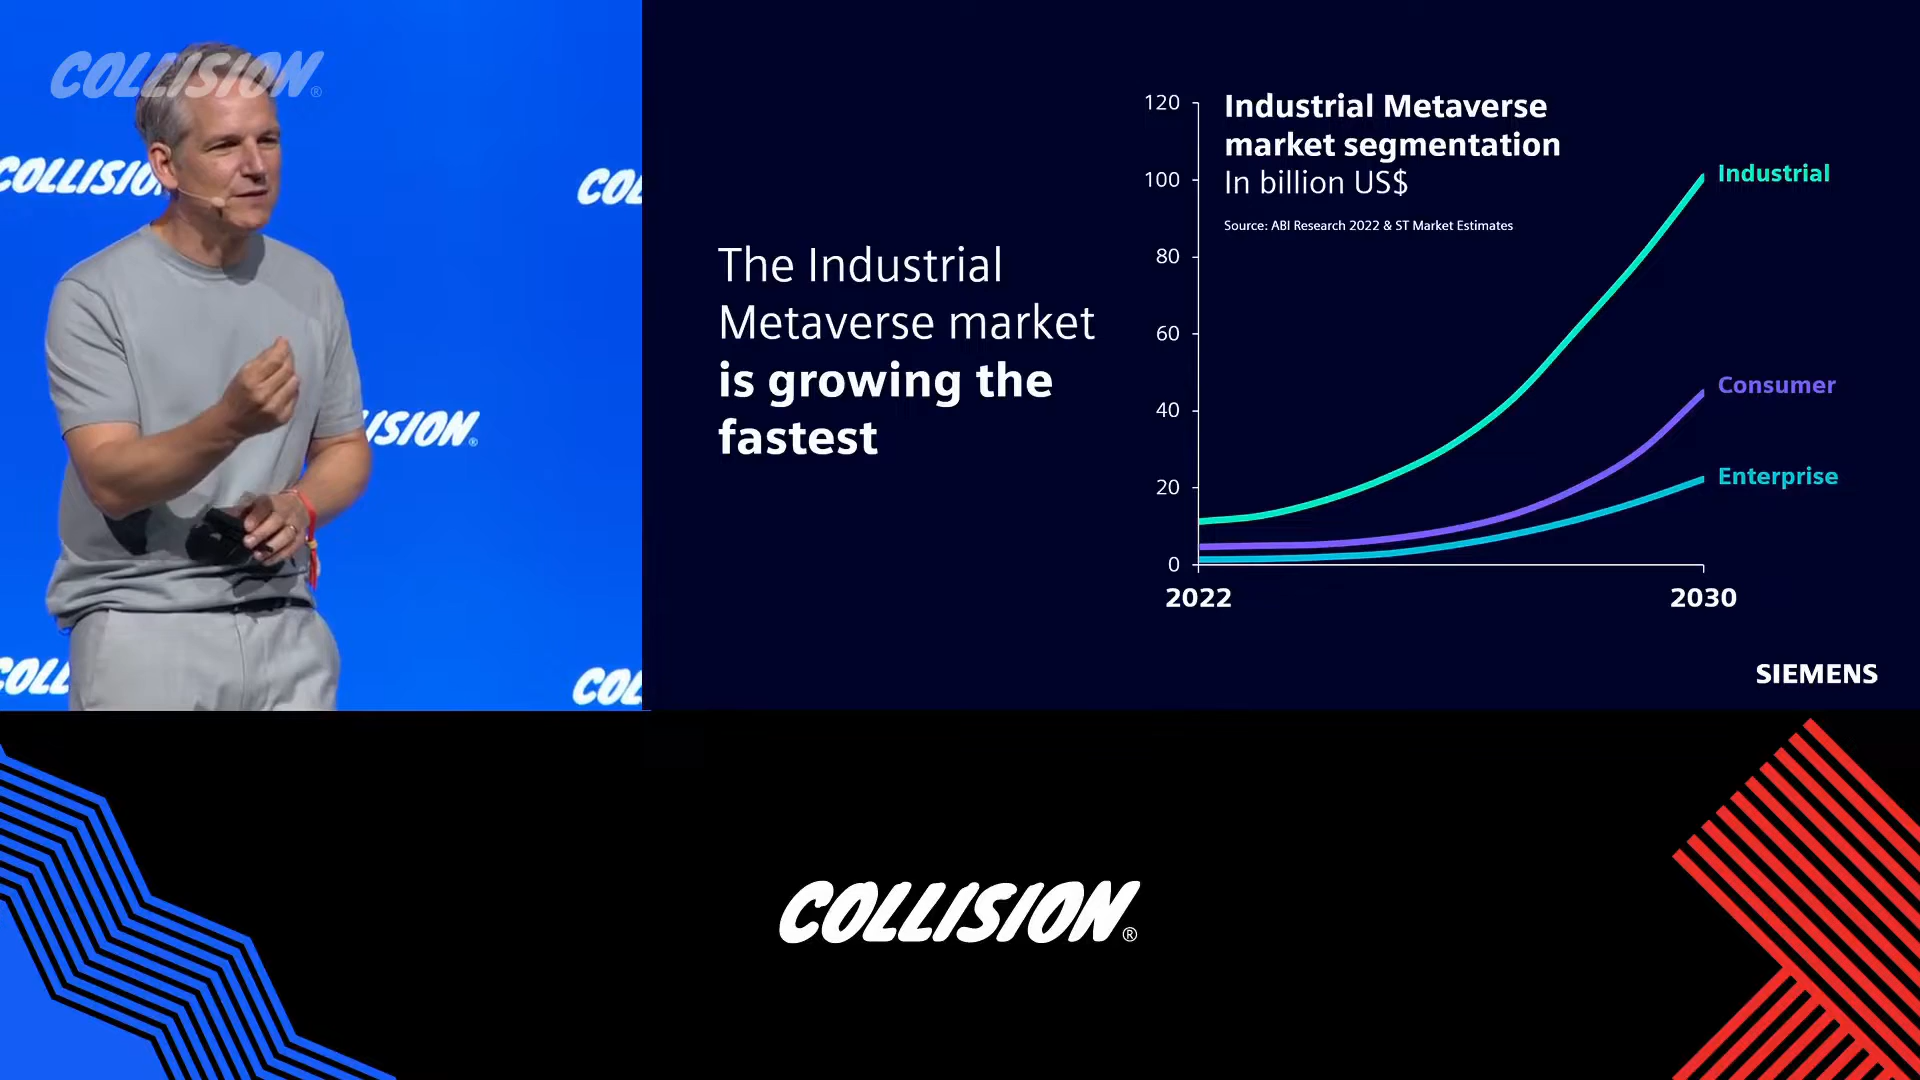 COLLISION®
COLLISIO
COL
LISION®
COLL
COL
The Industrial
Metaverse market
is growing the
fastest
Industrial Metaverse
market segmentation
In billion US$
Source: ABI Research 2022 & ST Market Estimates
120
100
80
60
40
20
0
2022
2030
Industrial
Consumer
Enterprise
SIEMENS
COLLISION®